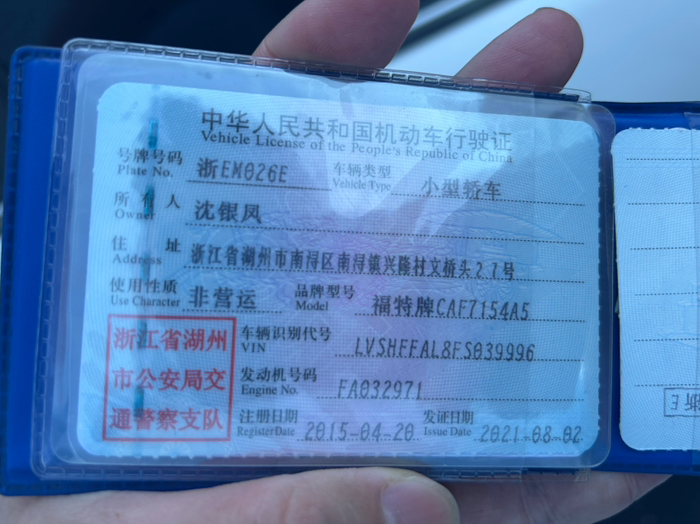 中华人民共和国机动车行驶证
Vehicle License of the People's Republic of China
号牌号码 浙EM026E 车辆类型 小型轿车
Plate No. Vehicle Type
所有人 沈银凤
Owner
住址 浙江省湖州市南浔区南浔镇兴隆村文桥头27号
Address
使用性质 非营运 品牌型号 福特牌CAF7154A5
Use Character Model
浙江省湖州
市公安局交
通警察支队
车辆识别代号 LVSHFFAL8FS039996
VIN
发动机号码 FA032971
Engine No.
注册日期 2015-04-20 发证日期 2021-08-02
Register Date Issue Date
浙E